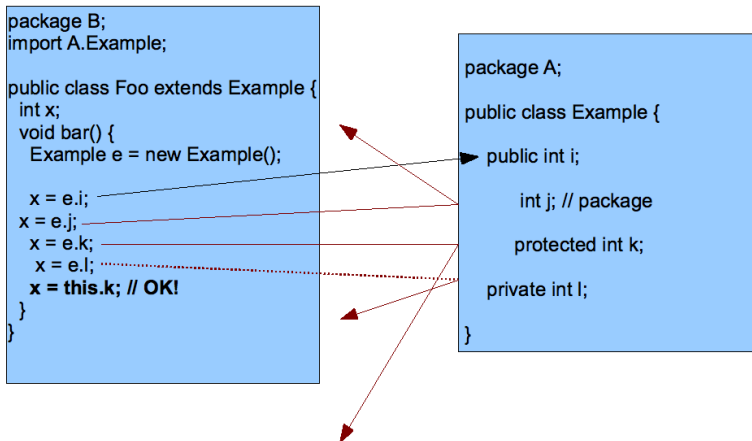 package B;
import A.Example;
public class Foo extends Example {
int x;
void bar() {
Example e = new Example();
x = e.i;
x = e.j;
x = e.k;
x = e.l;
x = this.k; // OK!
}
}
package A;
public class Example {
public int i;
int j; // package
protected int k;
private int l;
}